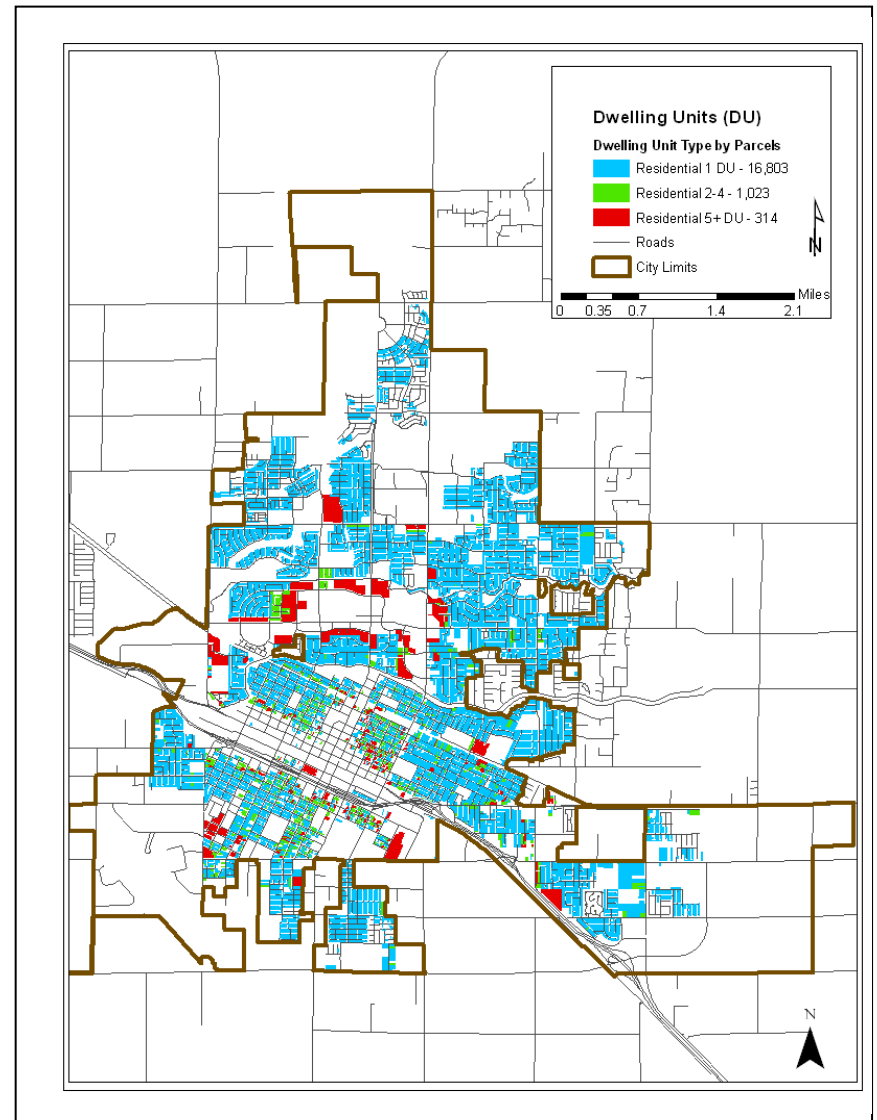 Dwelling Units (DU)
Dwelling Unit Type by Parcels
Residential 1 DU - 16,803
Residential 2-4 - 1,023
Residential 5+ DU - 314
Roads
N
City Limits
Miles
0 0.35 0.7 1.4 2.1
N